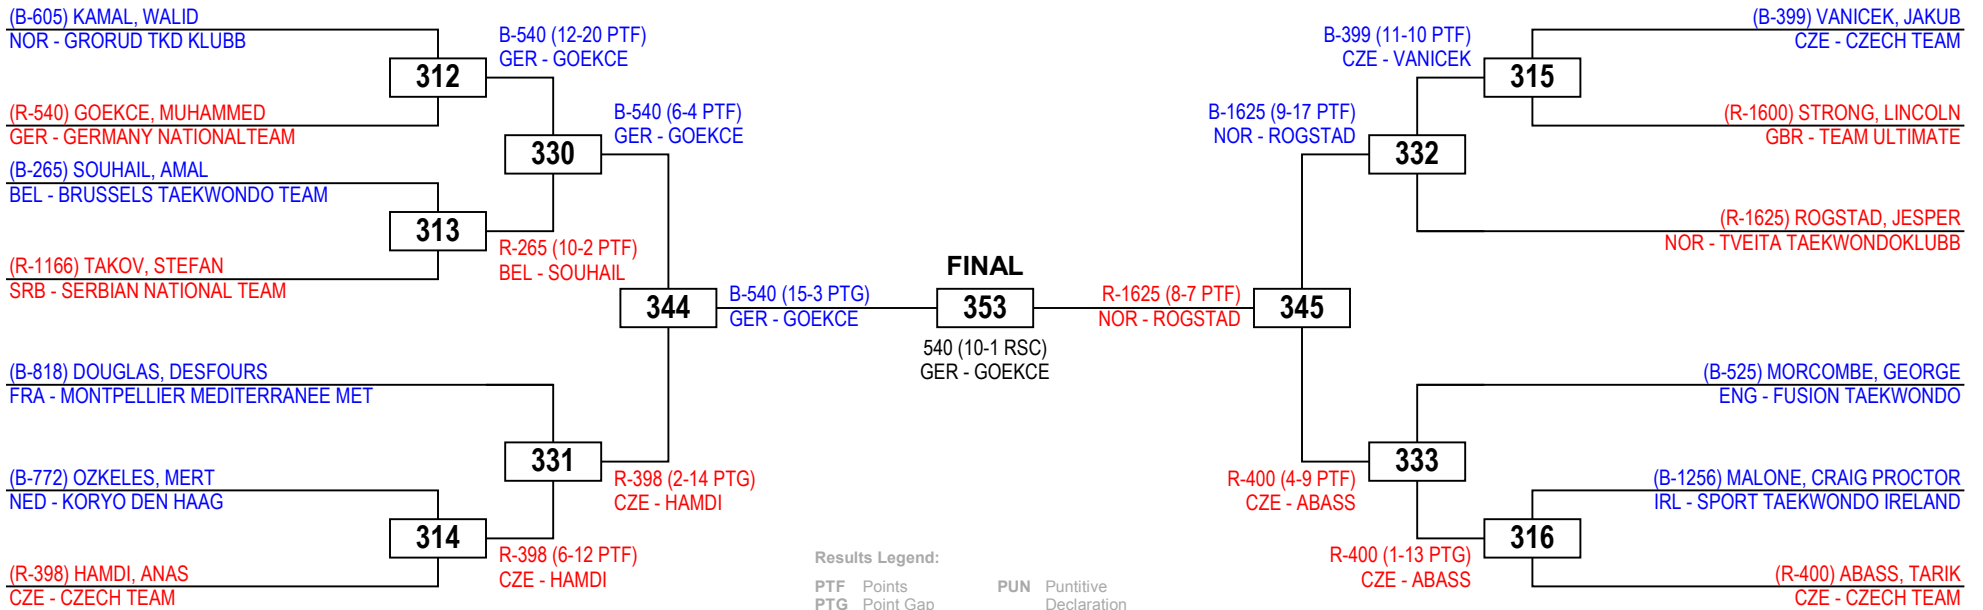 (B-605) KAMAL, WALID
NOR - GRORUD TKD KLUBB
312
(R-540) GOEKCE, MUHAMMED
GER - GERMANY NATIONALTEAM
B-540 (12-20 PTF)
GER - GOEKCE
330
(B-265) SOUHAIL, AMAL
BEL - BRUSSELS TAEKWONDO TEAM
313
(R-1166) TAKOV, STEFAN
SRB - SERBIAN NATIONAL TEAM
R-265 (10-2 PTF)
BEL - SOUHAIL
B-540 (6-4 PTF)
GER - GOEKCE
344
(B-818) DOUGLAS, DESFOURS
FRA - MONTPELLIER MEDITERRANEE MET
331
(B-772) OZKELES, MERT
NED - KORYO DEN HAAG
314
(R-398) HAMDI, ANAS
CZE - CZECH TEAM
R-398 (6-12 PTF)
CZE - HAMDI
R-398 (2-14 PTG)
CZE - HAMDI
B-540 (15-3 PTG)
GER - GOEKCE
FINAL
353
540 (10-1 RSC)
GER - GOEKCE
R-1625 (8-7 PTF)
NOR - ROGSTAD
345
B-1625 (9-17 PTF)
NOR - ROGSTAD
332
B-399 (11-10 PTF)
CZE - VANICEK
315
(B-399) VANICEK, JAKUB
CZE - CZECH TEAM
(R-1600) STRONG, LINCOLN
GBR - TEAM ULTIMATE
(R-1625) ROGSTAD, JESPER
NOR - TVEITA TAEKWONDOKLUBB
R-400 (4-9 PTF)
CZE - ABASS
333
(B-525) MORCOMBE, GEORGE
ENG - FUSION TAEKWONDO
R-400 (1-13 PTG)
CZE - ABASS
316
(B-1256) MALONE, CRAIG PROCTOR
IRL - SPORT TAEKWONDO IRELAND
(R-400) ABASS, TARIK
CZE - CZECH TEAM
Results Legend:
PTF Points
PTG Point Gap
PUN Puntitive
Declaration